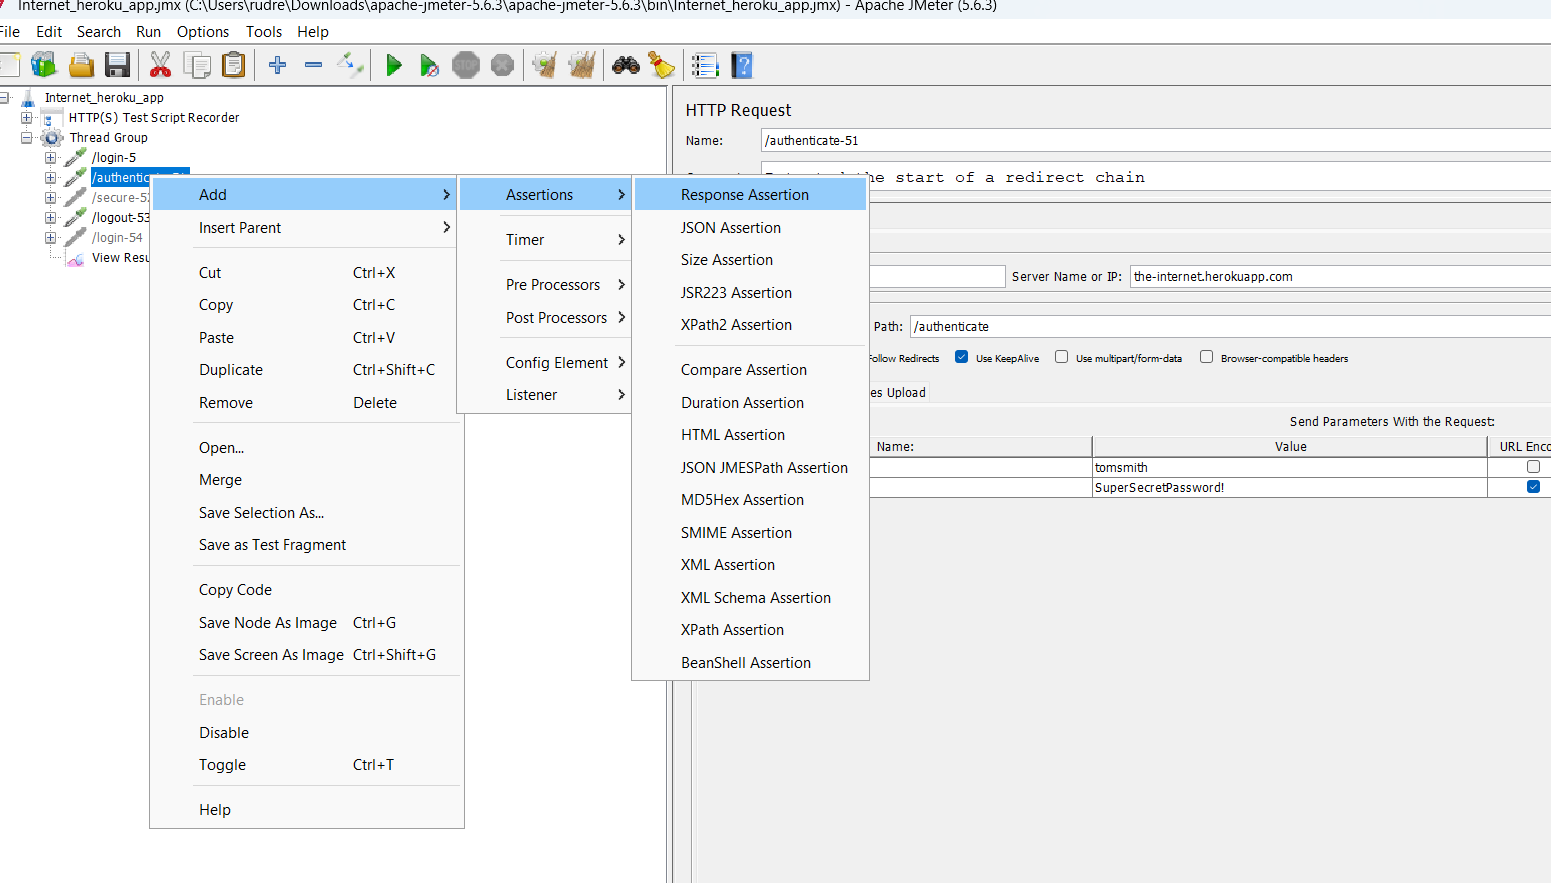 Internet_heroku_app.jmx (C:\Users\rudre\Downloads\apache-jmeter-5.6.3\apache-jmeter-5.6.3\bin\Internet_heroku_app.jmx) - Apache JMeter (5.6.3)
File Edit Search Run Options Tools Help
STOP
Internet_heroku_app
HTTP(S) Test Script Recorder
Thread Group
/login-5
/authenticate-51
/secure-52
/logout-53
/login-54
View Resu
Add
Insert Parent
Cut Ctrl+X
Copy Ctrl+C
Paste Ctrl+V
Duplicate Ctrl+Shift+C
Remove Delete
Open...
Merge
Save Selection As...
Save as Test Fragment
Copy Code
Save Node As Image Ctrl+G
Save Screen As Image Ctrl+Shift+G
Enable
Disable
Toggle Ctrl+T
Help
Assertions
Timer
Pre Processors
Post Processors
Config Element
Listener
Response Assertion
JSON Assertion
Size Assertion
JSR223 Assertion
XPath2 Assertion
Compare Assertion
Duration Assertion
HTML Assertion
JSON JMESPath Assertion
MD5Hex Assertion
SMIME Assertion
XML Assertion
XML Schema Assertion
XPath Assertion
BeanShell Assertion
HTTP Request
Name: /authenticate-51
the start of a redirect chain
Server Name or IP: the-internet.herokuapp.com
Path: /authenticate
Follow Redirects Use KeepAlive Use multipart/form-data Browser-compatible headers
es Upload
Send Parameters With the Request:
Name: Value URL Enco
tomsmith
SuperSecretPassword!